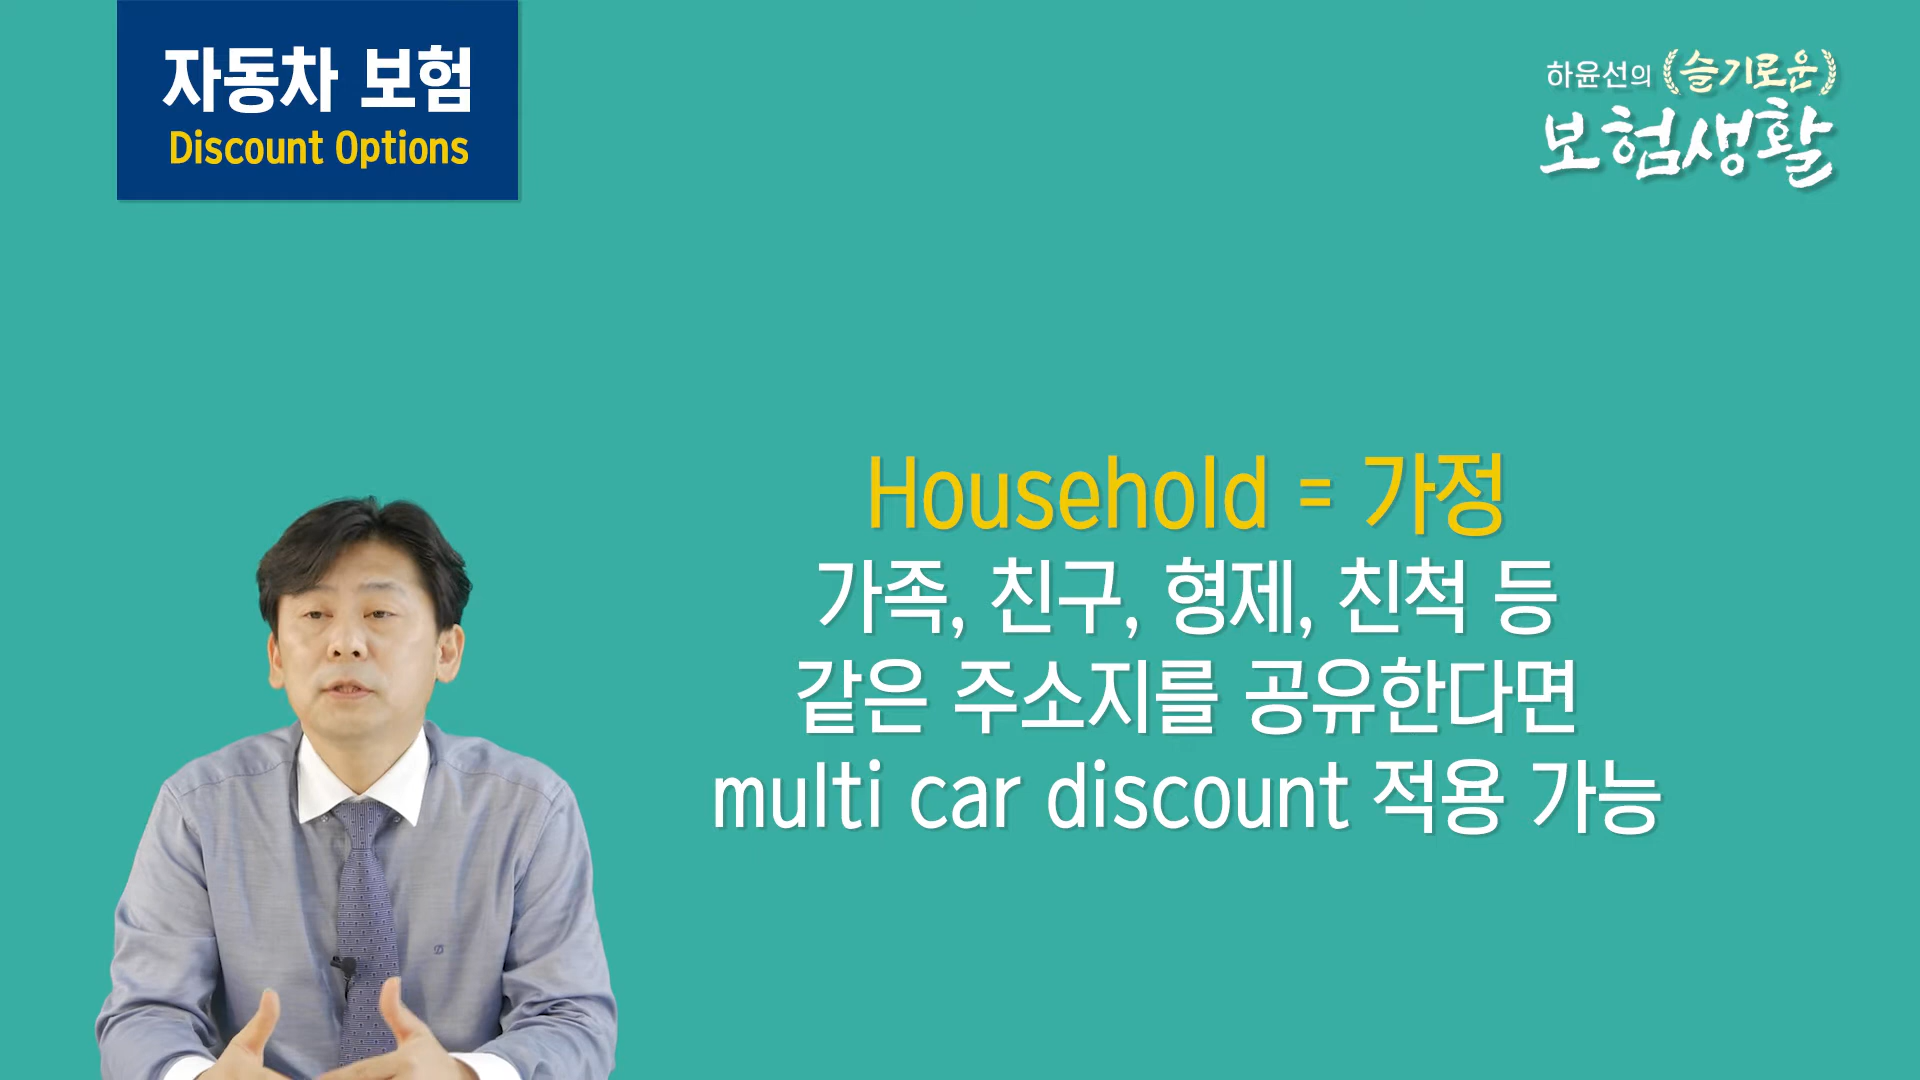 자동차 보험
Discount Options
하윤선의 (슬기로운)
보험생활
Household = 가정
가족, 친구, 형제, 친척 등
같은 주소지를 공유한다면
multi car discount 적용 가능